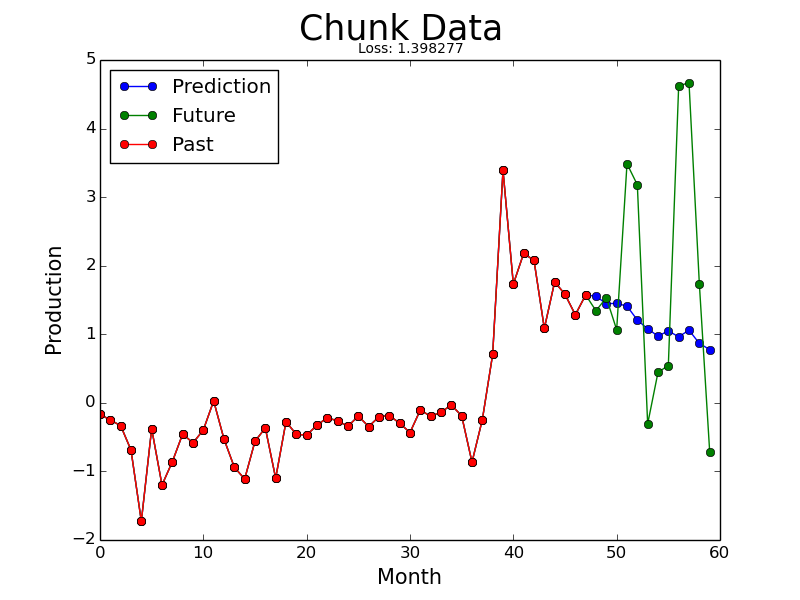 Chunk Data
Loss: 1.398277
Prediction
Future
Past
5
4
3
2
1
0
−1
−2
Production
0 10 20 30 40 50 60
Month